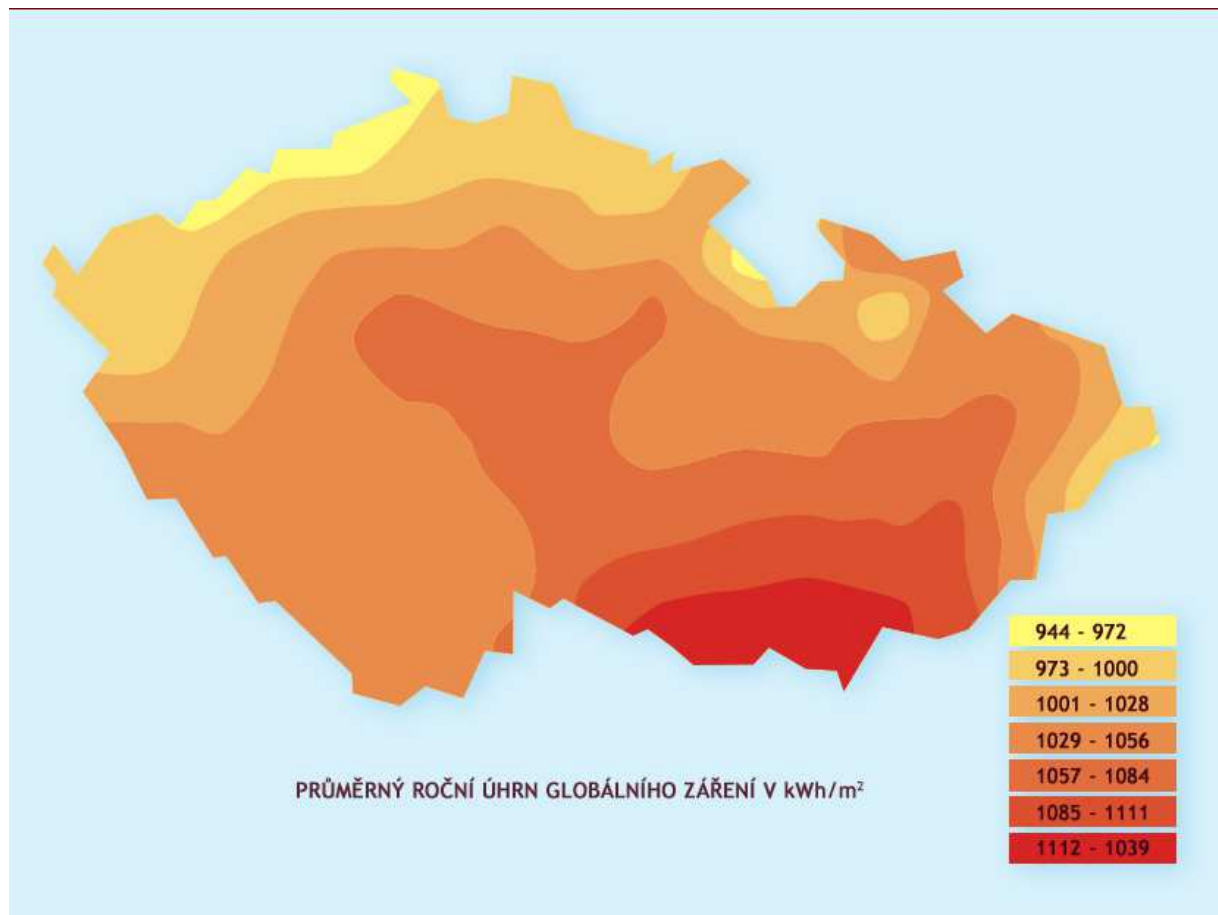 944 - 972
973 - 1000
1001 - 1028
1029 - 1056
1057 - 1084
1085 - 1111
1112 - 1039
PRŮMĚRNÝ ROČNÍ ÚHRN GLOBÁLNÍHO ZÁŘENÍ V kWh/m²